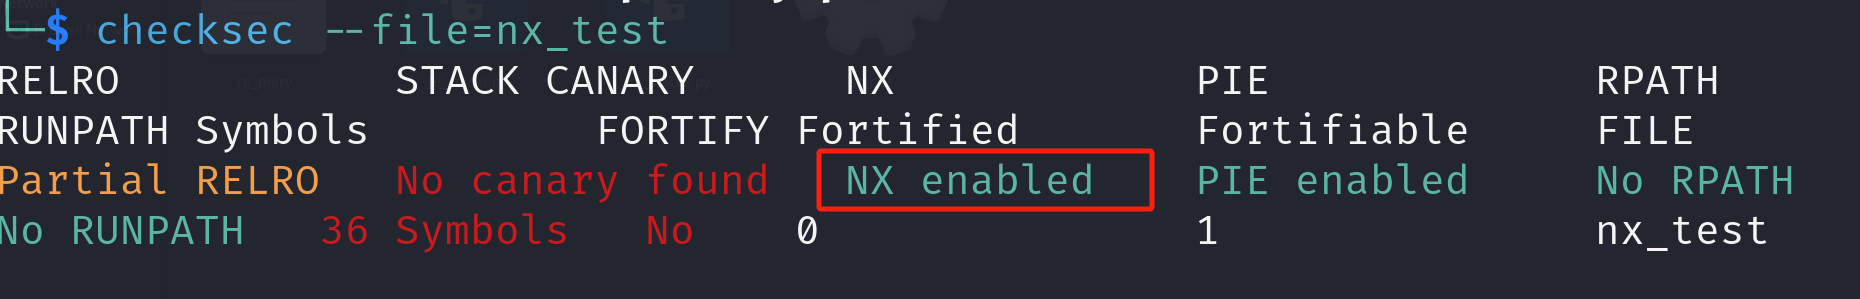 └─$ checksec --file=nx_test
RELRO STACK CANARY NX PIE RPATH
RUNPATH Symbols FORTIFY Fortified Fortifiable FILE
Partial RELRO No canary found NX enabled PIE enabled No RPATH
No RUNPATH 36 Symbols No 0 1 nx_test
re_mary